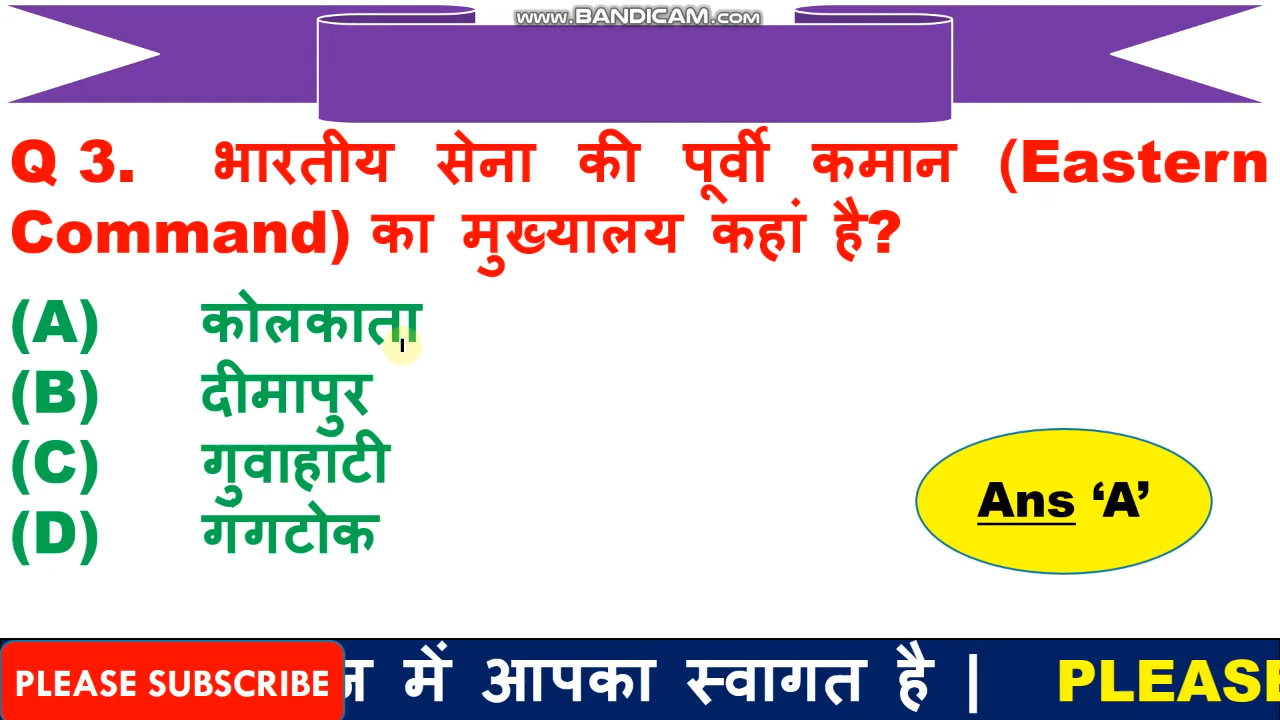 www.BANDICAM.com
Q 3. भारतीय सेना की पूर्वी कमान (Eastern
Command) का मुख्यालय कहां है?
(A) कोलकाता
(B) दीमापुर
(C) गुवाहाटी
(D) गंगटोक
Ans ‘A’
PLEASE SUBSCRIBE
में आपका स्वागत है | PLEASE